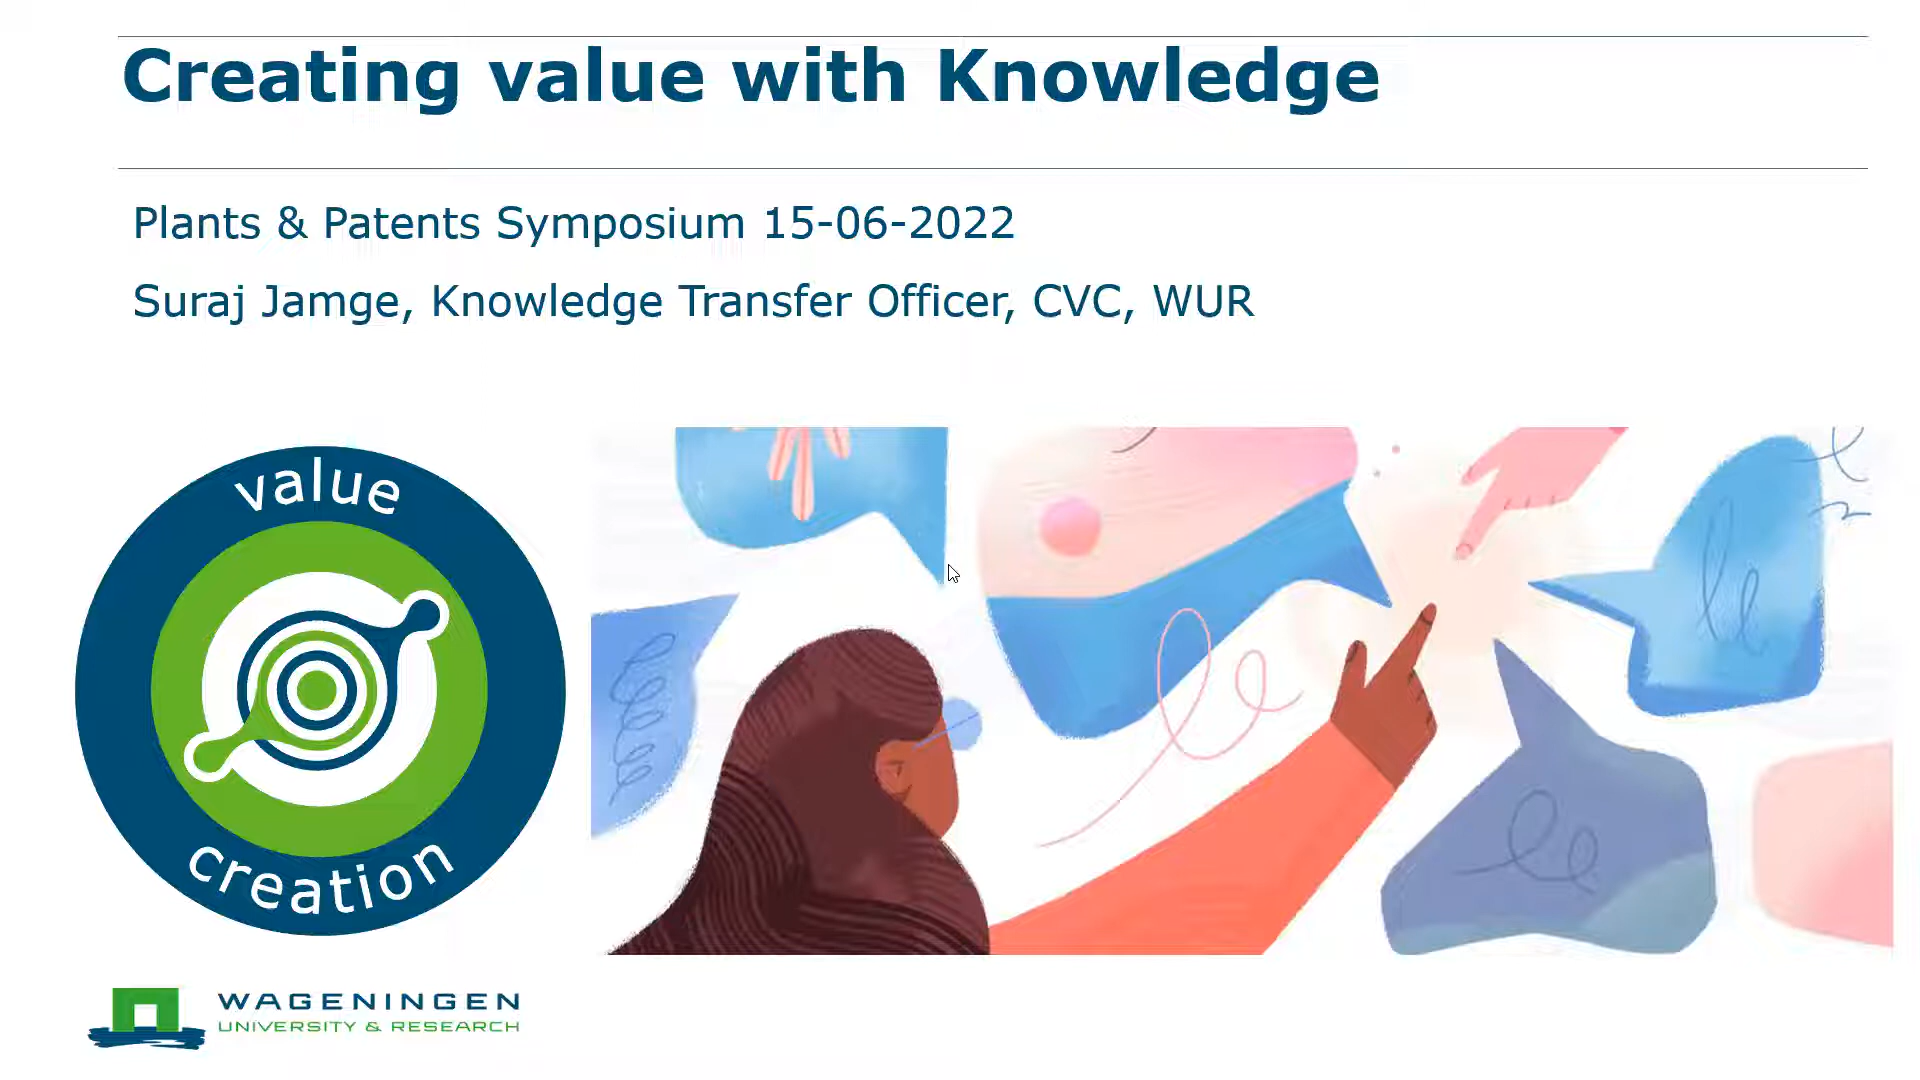 Creating value with Knowledge
Plants & Patents Symposium 15-06-2022
Suraj Jamge, Knowledge Transfer Officer, CVC, WUR
value
creation
WAGENINGEN
UNIVERSITY & RESEARCH